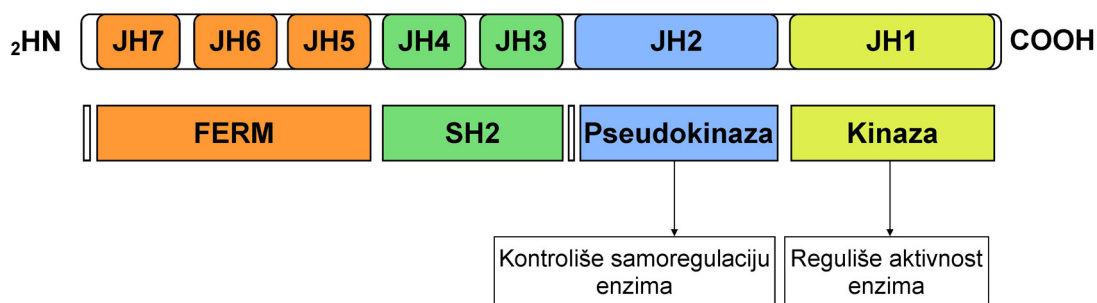 ₂HN JH7 JH6 JH5 JH4 JH3 JH2 JH1 COOH
FERM SH2 Pseudokinaza Kinaza
Kontroliše samoregulaciju
enzima
Reguliše aktivnost
enzima